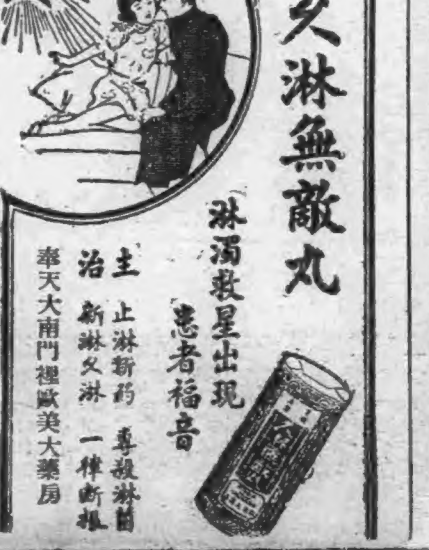 久淋無敵丸
淋濁救星出現
患者福音
主治
止淋新药 專殺淋菌
新淋久淋 一律断根
奉天大南門裡歐美大藥房